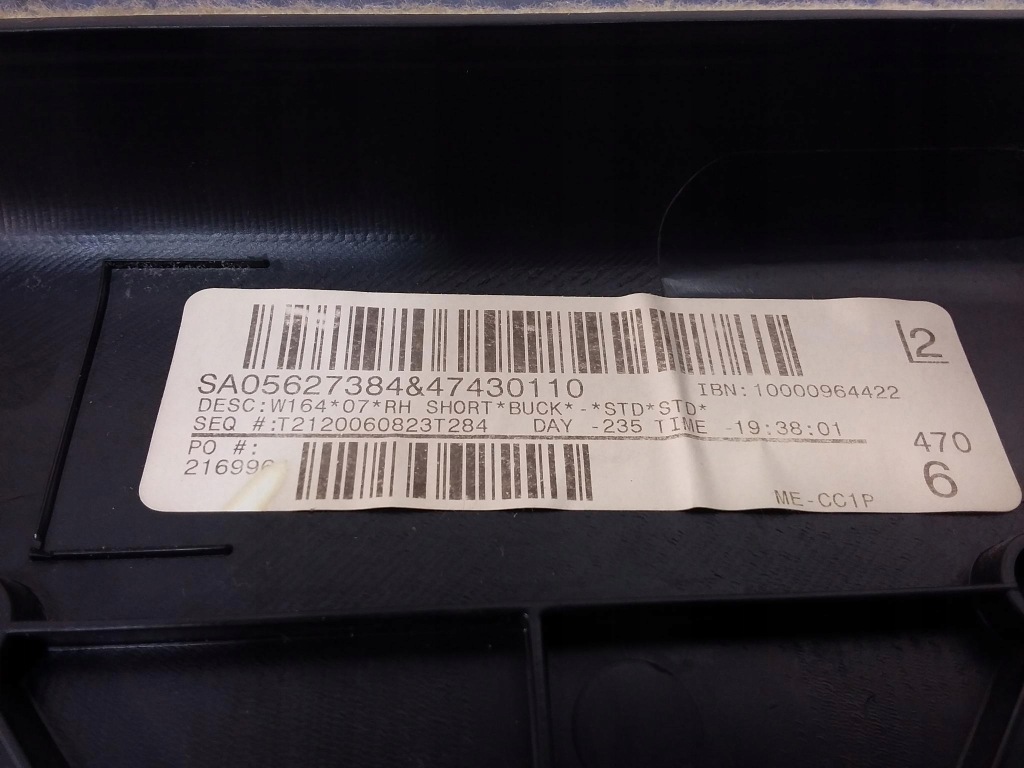 SA05627384&47430110
IBN:10000964422
2
DESC:W164*07*RH SHORT*BUCK*-*STD*STD*
SEQ #:T2120060823T284 DAY -235 TIME -19:38:01
PO #:
470
6
ME-CC1P